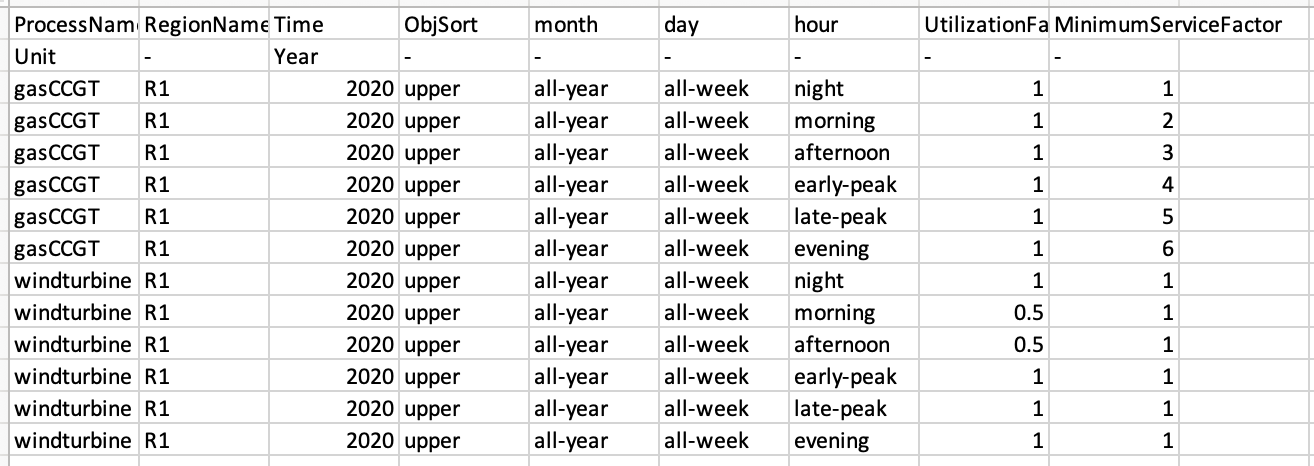 ProcessNam RegionName Time ObjSort month day hour UtilizationFa MinimumServiceFactor
Unit - Year - - - - - -
gasCCGT R1 2020 upper all-year all-week night 1 1
gasCCGT R1 2020 upper all-year all-week morning 1 2
gasCCGT R1 2020 upper all-year all-week afternoon 1 3
gasCCGT R1 2020 upper all-year all-week early-peak 1 4
gasCCGT R1 2020 upper all-year all-week late-peak 1 5
gasCCGT R1 2020 upper all-year all-week evening 1 6
windturbine R1 2020 upper all-year all-week night 1 1
windturbine R1 2020 upper all-year all-week morning 0.5 1
windturbine R1 2020 upper all-year all-week afternoon 0.5 1
windturbine R1 2020 upper all-year all-week early-peak 1 1
windturbine R1 2020 upper all-year all-week late-peak 1 1
windturbine R1 2020 upper all-year all-week evening 1 1